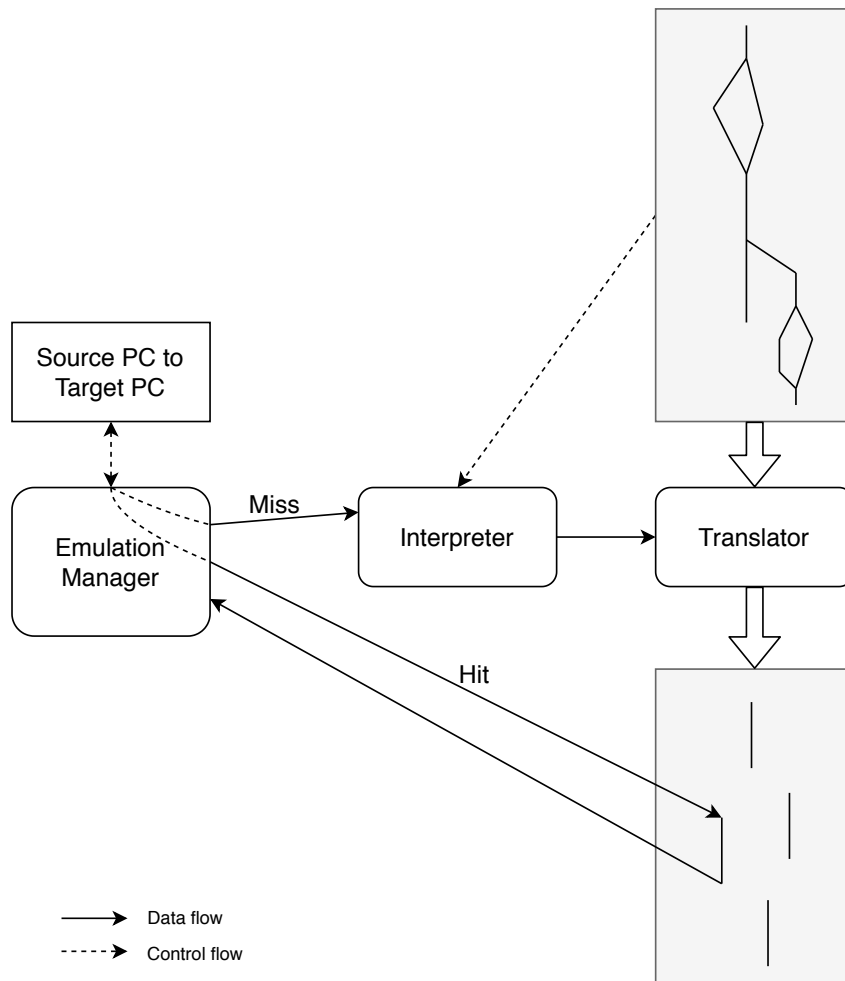 Source PC to
Target PC
Miss
Emulation
Manager
Interpreter
Translator
Hit
Data flow
Control flow